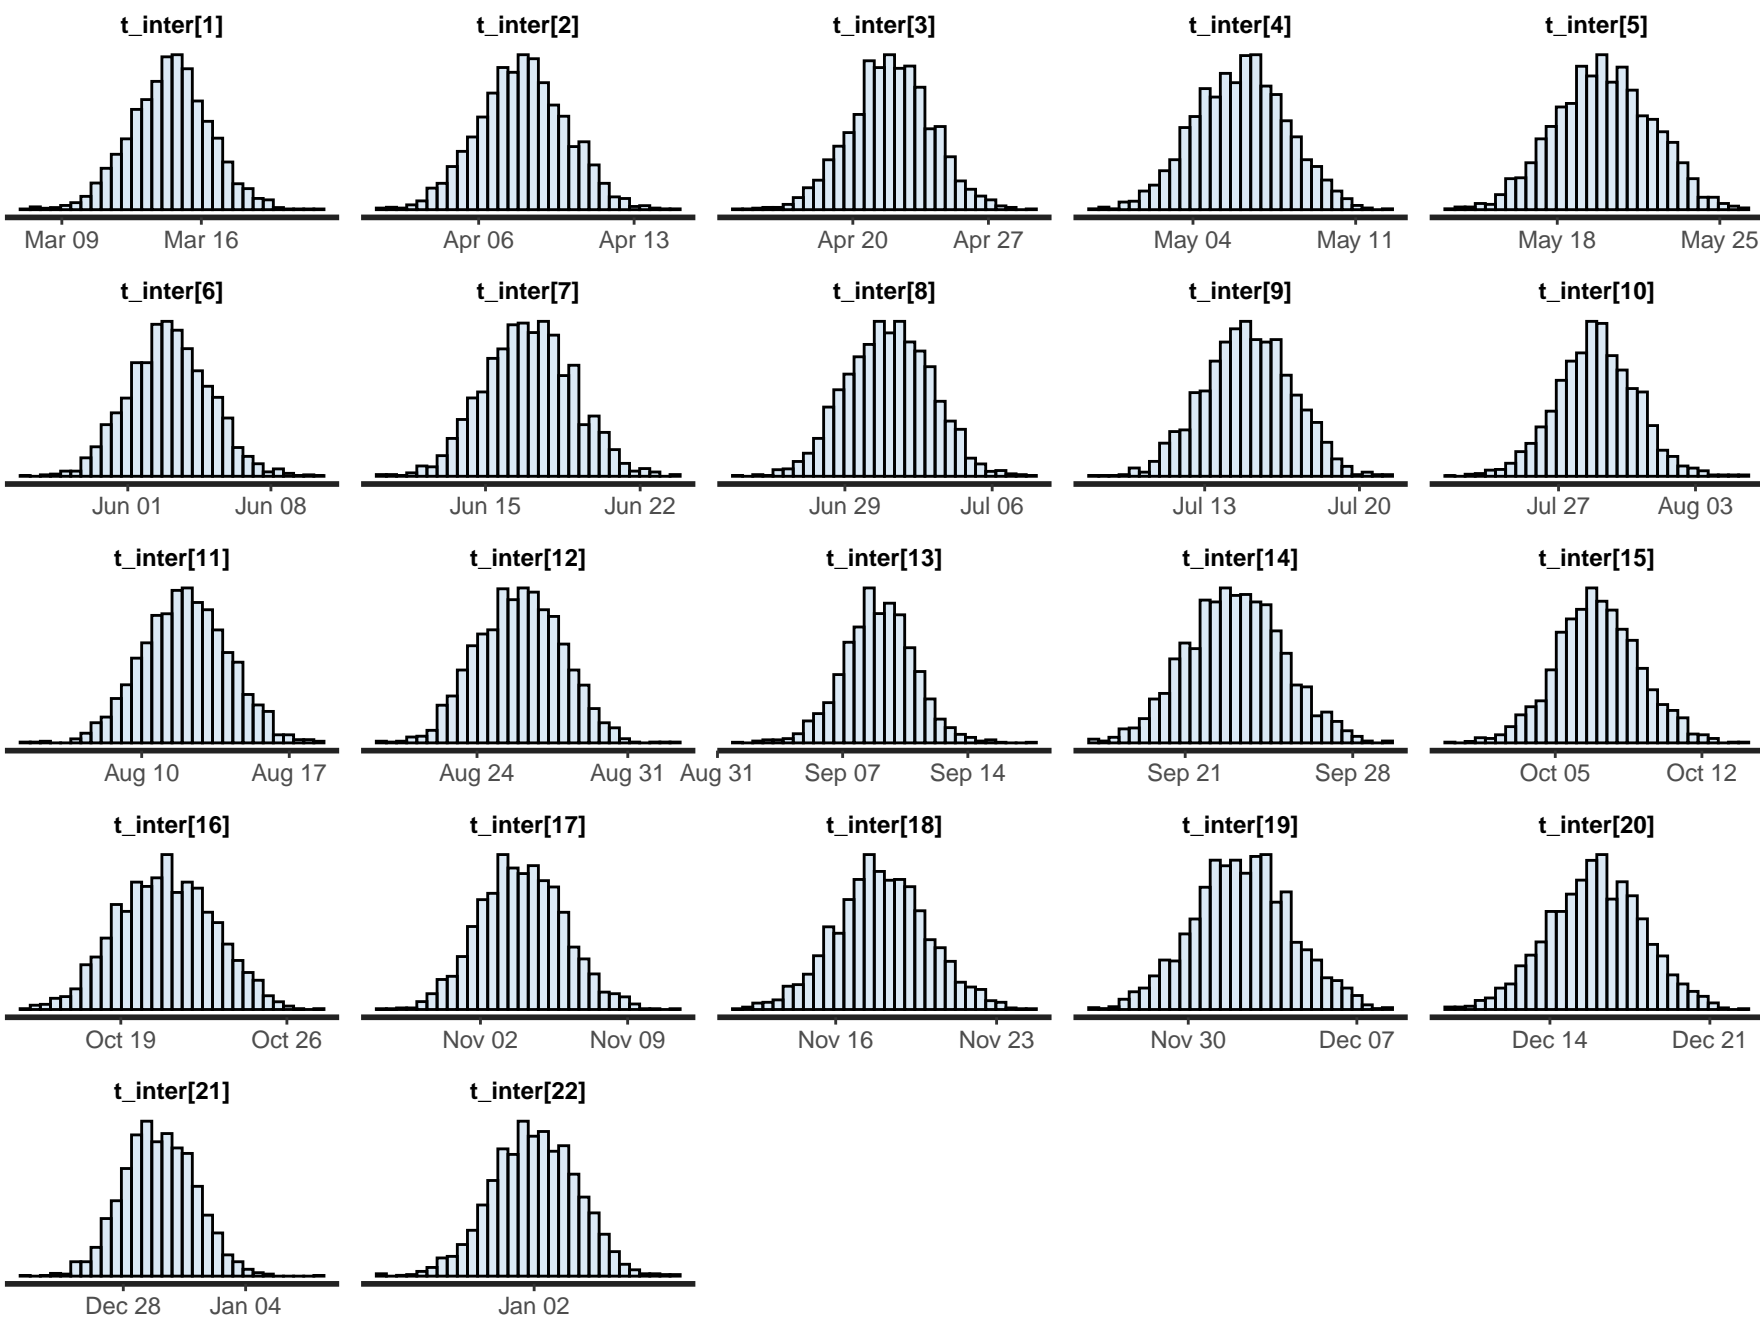 t_inter[1] t_inter[2] t_inter[3] t_inter[4] t_inter[5]
Mar 09 Mar 16 Apr 06 Apr 13 Apr 20 Apr 27 May 04 May 11 May 18 May 25
t_inter[6] t_inter[7] t_inter[8] t_inter[9] t_inter[10]
Jun 01 Jun 08 Jun 15 Jun 22 Jun 29 Jul 06 Jul 13 Jul 20 Jul 27 Aug 03
t_inter[11] t_inter[12] t_inter[13] t_inter[14] t_inter[15]
Aug 10 Aug 17 Aug 24 Aug 31 Aug 31 Sep 07 Sep 14 Sep 21 Sep 28 Oct 05 Oct 12
t_inter[16] t_inter[17] t_inter[18] t_inter[19] t_inter[20]
Oct 19 Oct 26 Nov 02 Nov 09 Nov 16 Nov 23 Nov 30 Dec 07 Dec 14 Dec 21
t_inter[21] t_inter[22]
Dec 28 Jan 04 Jan 02